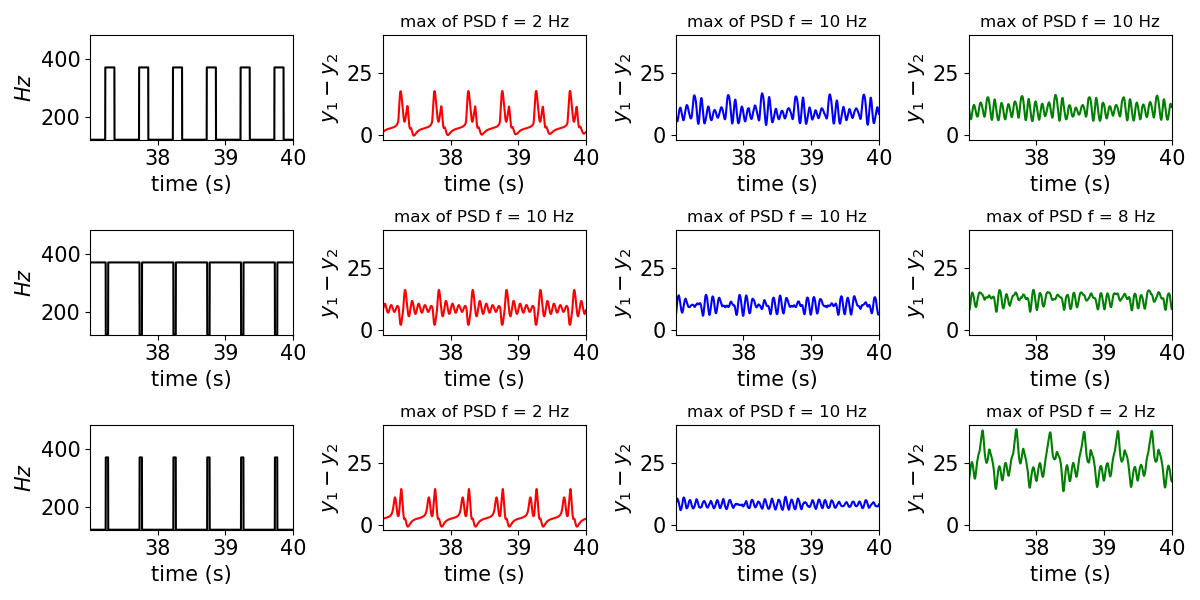 max of PSD f = 2 Hz
max of PSD f = 10 Hz
max of PSD f = 10 Hz
400
200
Hz
38
39
40
time (s)
25
0
y₁ − y₂
38
39
40
time (s)
25
0
y₁ − y₂
38
39
40
time (s)
25
0
y₁ − y₂
38
39
40
time (s)
max of PSD f = 10 Hz
max of PSD f = 10 Hz
max of PSD f = 8 Hz
400
200
Hz
38
39
40
time (s)
25
0
y₁ − y₂
38
39
40
time (s)
25
0
y₁ − y₂
38
39
40
time (s)
25
0
y₁ − y₂
38
39
40
time (s)
max of PSD f = 2 Hz
max of PSD f = 10 Hz
max of PSD f = 2 Hz
400
200
Hz
38
39
40
time (s)
25
0
y₁ − y₂
38
39
40
time (s)
25
0
y₁ − y₂
38
39
40
time (s)
25
0
y₁ − y₂
38
39
40
time (s)